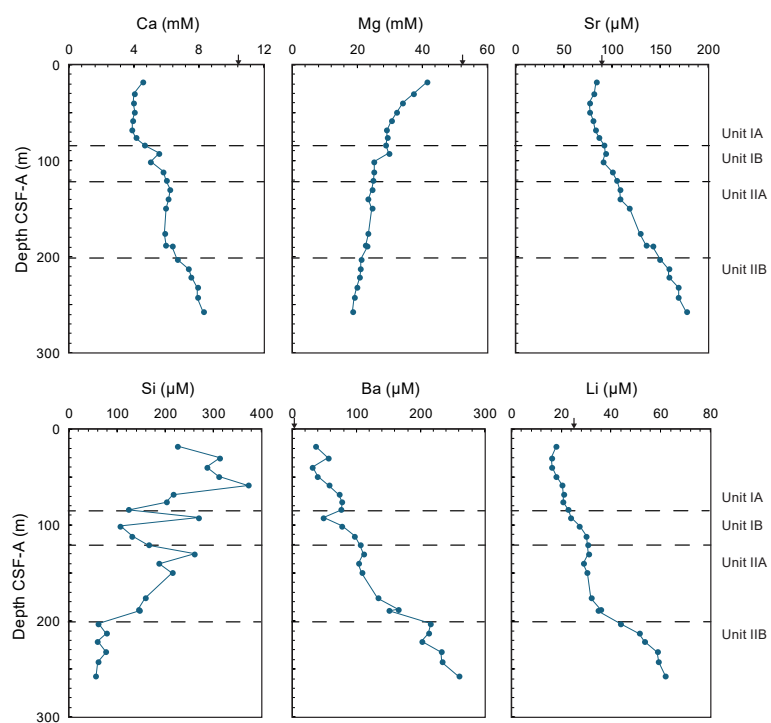 Ca (mM)
Mg (mM)
Sr (µM)
0 4 8 12
0 20 40 60
0 50 100 150 200
0
100
200
300
Depth CSF-A (m)
Unit IA
Unit IB
Unit IIA
Unit IIB
Si (µM)
Ba (µM)
Li (µM)
0 100 200 300 400
0 100 200 300
0 20 40 60 80
0
100
200
300
Depth CSF-A (m)
Unit IA
Unit IB
Unit IIA
Unit IIB